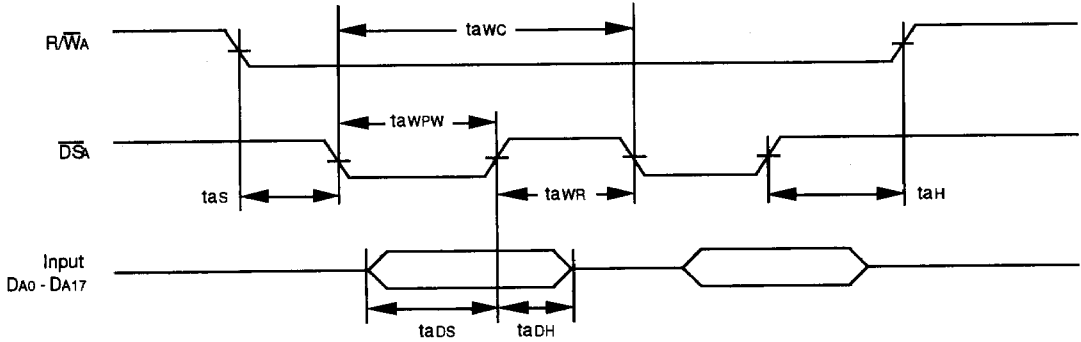 R/W̅A
taWC
D̅S̅A
taWPW
taS
taWR
taH
Input
DA0 - DA17
taDS
taDH